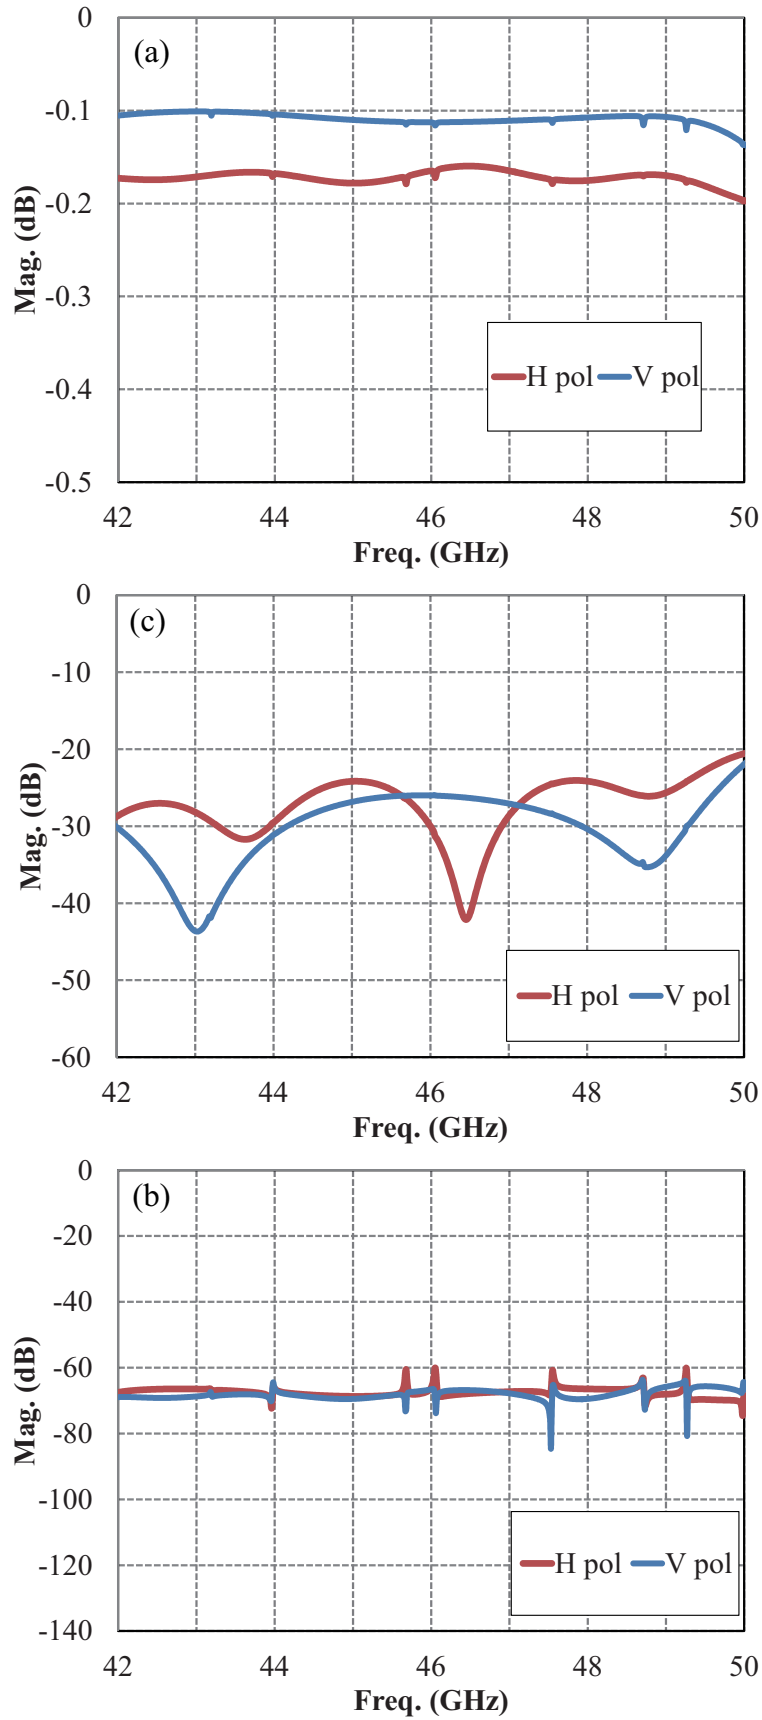 (a)
0
-0.1
-0.2
-0.3
-0.4
-0.5
Mag. (dB)
H pol V pol
42 44 46 48 50
Freq. (GHz)
(c)
0
-10
-20
-30
-40
-50
-60
Mag. (dB)
H pol V pol
42 44 46 48 50
Freq. (GHz)
(b)
0
-20
-40
-60
-80
-100
-120
-140
Mag. (dB)
H pol V pol
42 44 46 48 50
Freq. (GHz)